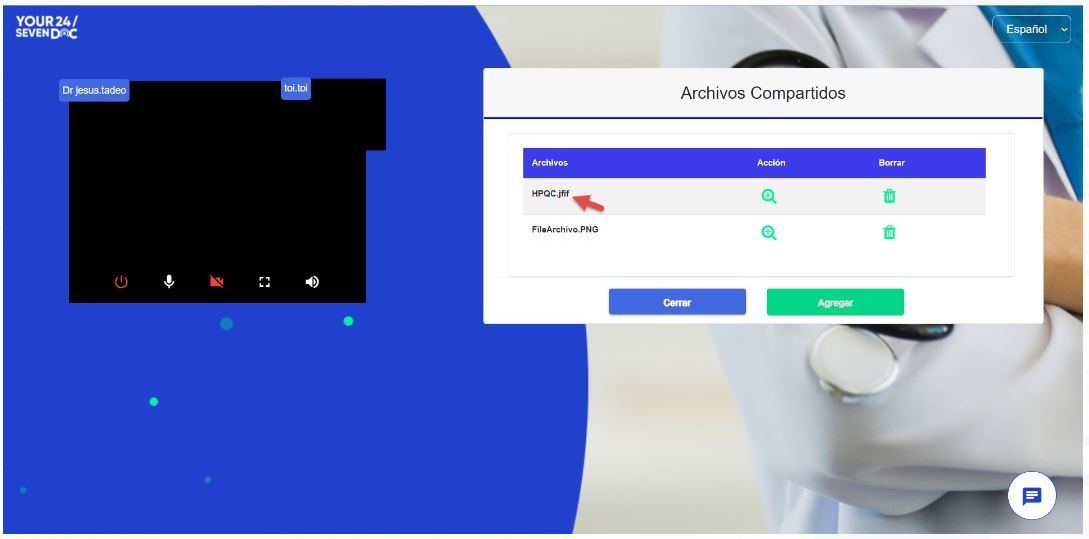 YOUR 24/
SEVEN DOC
Español
Dr jesus.tadeo
toi.toi
Archivos Compartidos
Archivos Acción Borrar
HPQC.jfif
FileArchivo.PNG
Cerrar Agregar